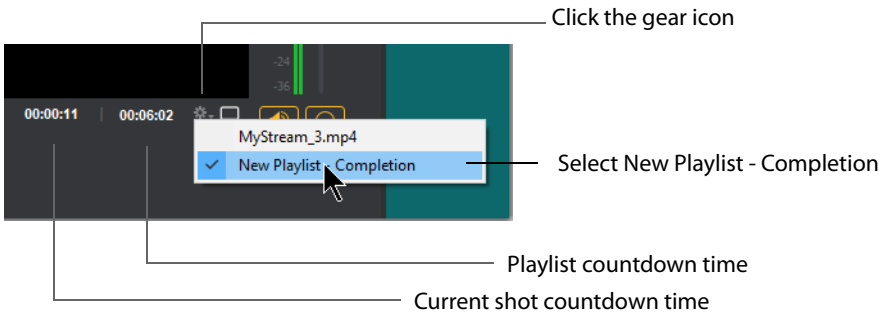 Click the gear icon
-24
-36
00:00:11 | 00:06:02
MyStream_3.mp4
New Playlist - Completion
Select New Playlist - Completion
Playlist countdown time
Current shot countdown time